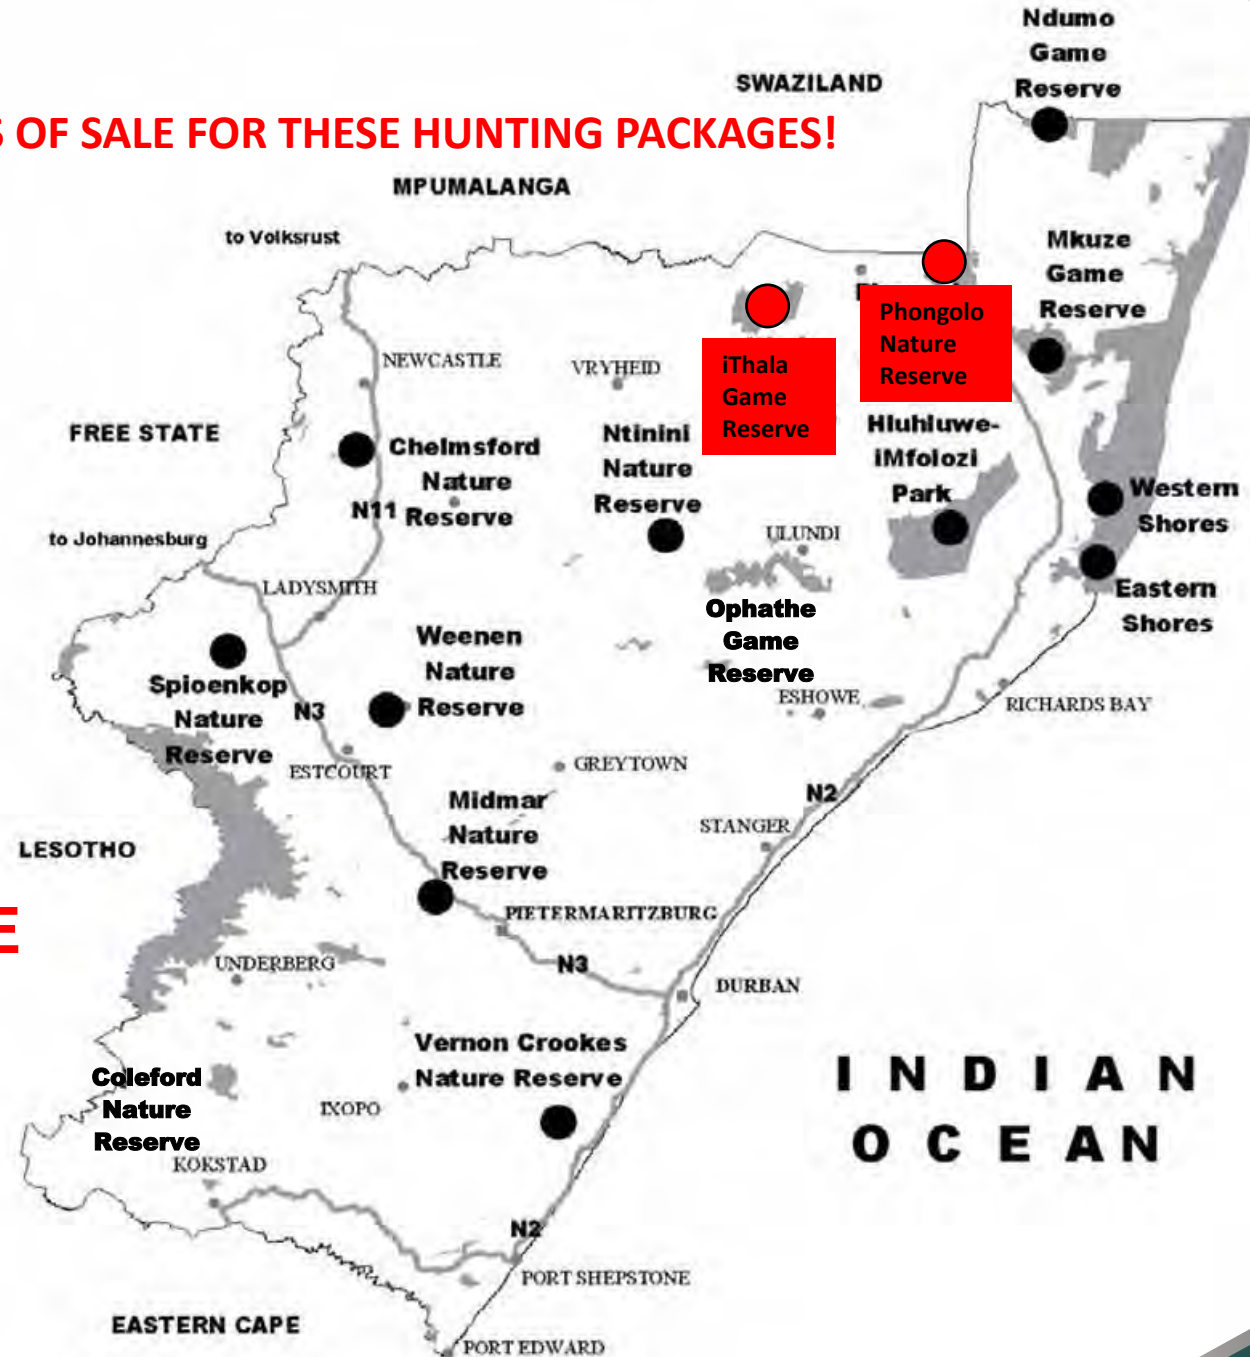 Ndumo
Game
Reserve
SWAZILAND
S OF SALE FOR THESE HUNTING PACKAGES!
MPUMALANGA
to Volksrust
Mkuze
Game
Reserve
Phongolo
Nature
Reserve
iThala
Game
Reserve
NEWCASTLE
VRYHEID
FREE STATE
Chelmsford
Nature
Reserve
N11
Ntinini
Nature
Reserve
Hluhluwe-
iMfolozi
Park
Western
Shores
to Johannesburg
ULUNDI
LADYSMITH
Eastern
Shores
Ophathe
Game
Reserve
Weenen
Nature
Reserve
Spioenkop
Nature
Reserve
N3
ESHOWE
RICHARDS BAY
ESTCOURT
GREYTOWN
N2
Midmar
Nature
Reserve
STANGER
LESOTHO
E
PIETERMARITZBURG
UNDERBERG
N3
DURBAN
Vernon Crookes
Nature Reserve
INDIAN
OCEAN
Coleford
Nature
Reserve
IXOPO
KOKSTAD
N2
PORT SHEPSTONE
EASTERN CAPE
PORT EDWARD